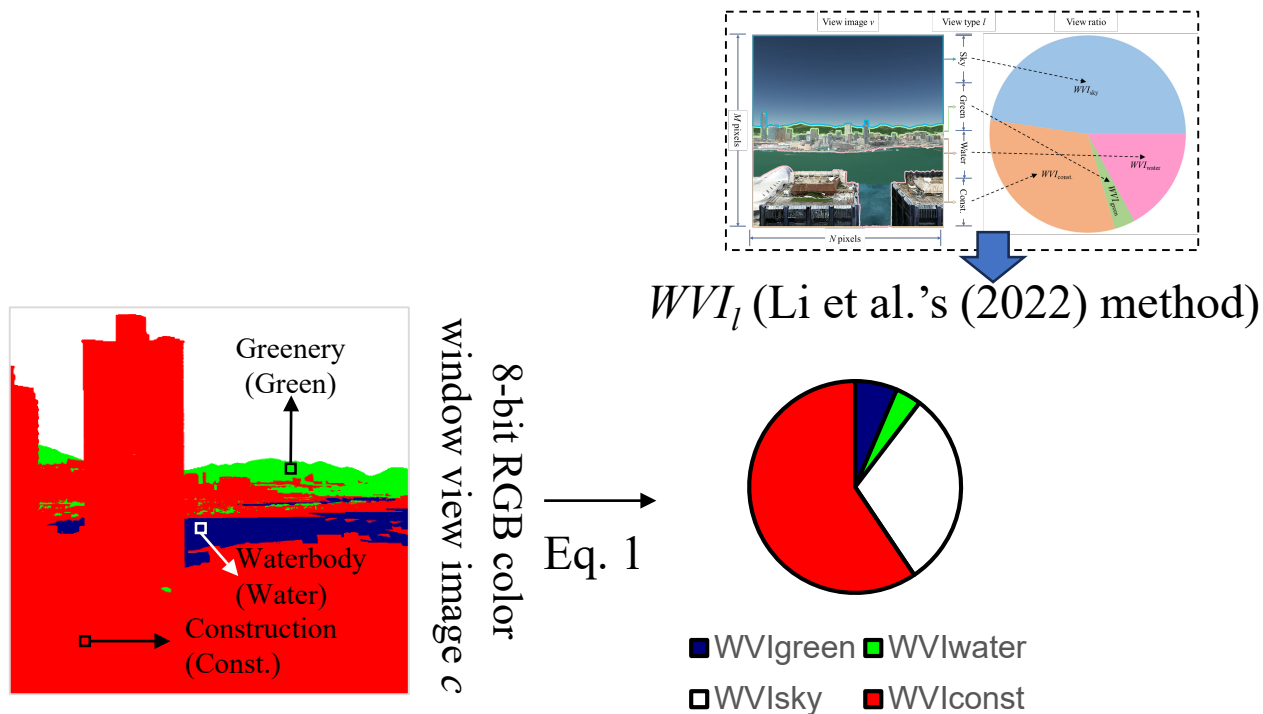 View image v
View type l
View ratio
M pixels
Sky
Green
Water
Const.
WVIsky
WVIwater
WVIconst.
WVIgreen
N pixels
WVIl (Li et al.’s (2022) method)
Greenery
(Green)
Waterbody
(Water)
Construction
(Const.)
8-bit RGB color
window view image c
Eq. 1
WVIgreen WVIwater
WVIsky WVIconst